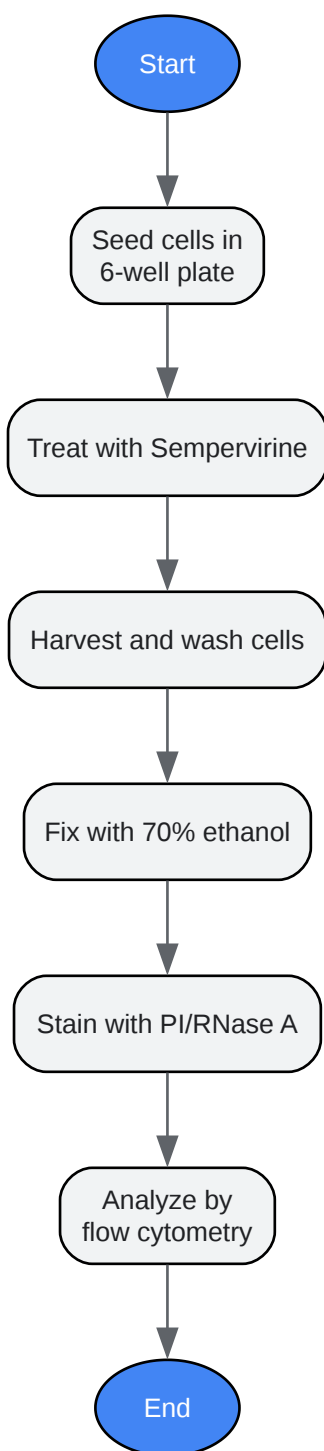 Start
Seed cells in
6-well plate
Treat with Sempervirine
Harvest and wash cells
Fix with 70% ethanol
Stain with PI/RNase A
Analyze by
flow cytometry
End